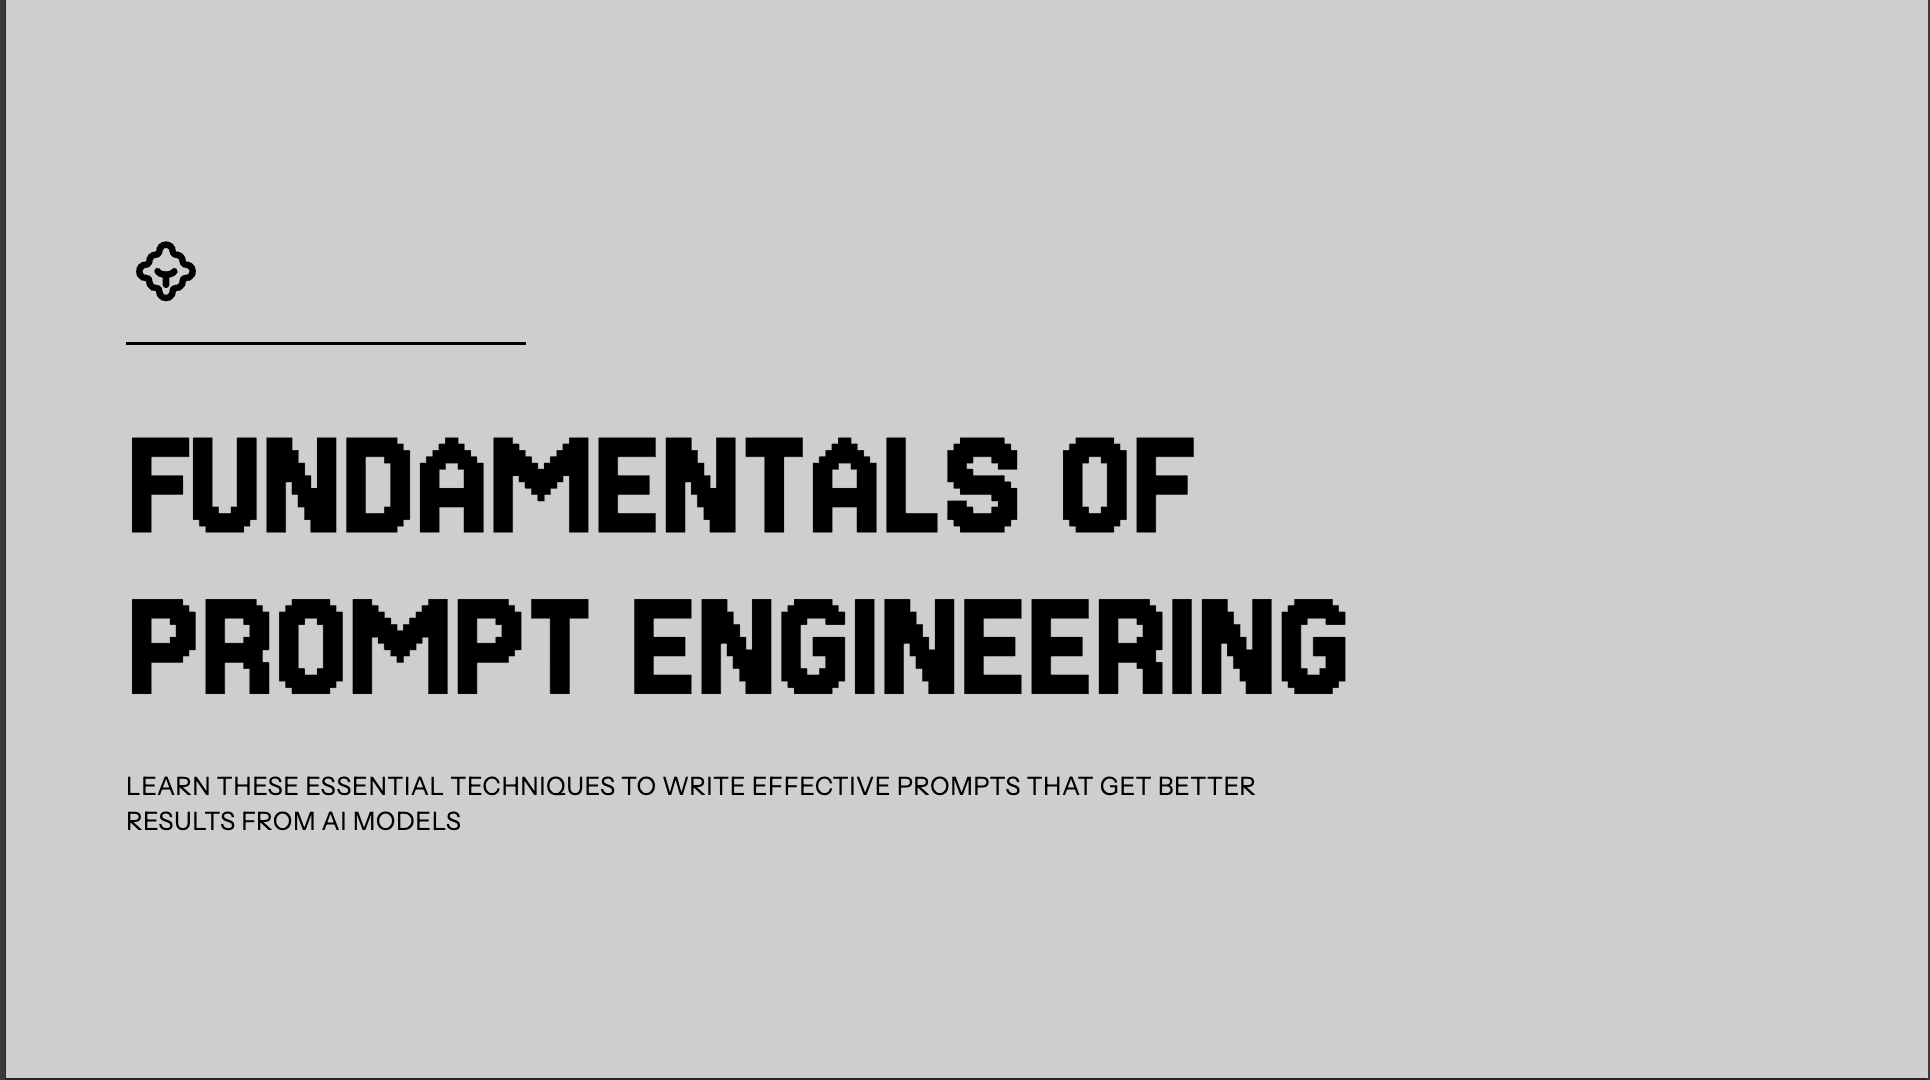 FUNDAMENTALS OF
PROMPT ENGINEERING
LEARN THESE ESSENTIAL TECHNIQUES TO WRITE EFFECTIVE PROMPTS THAT GET BETTER
RESULTS FROM AI MODELS